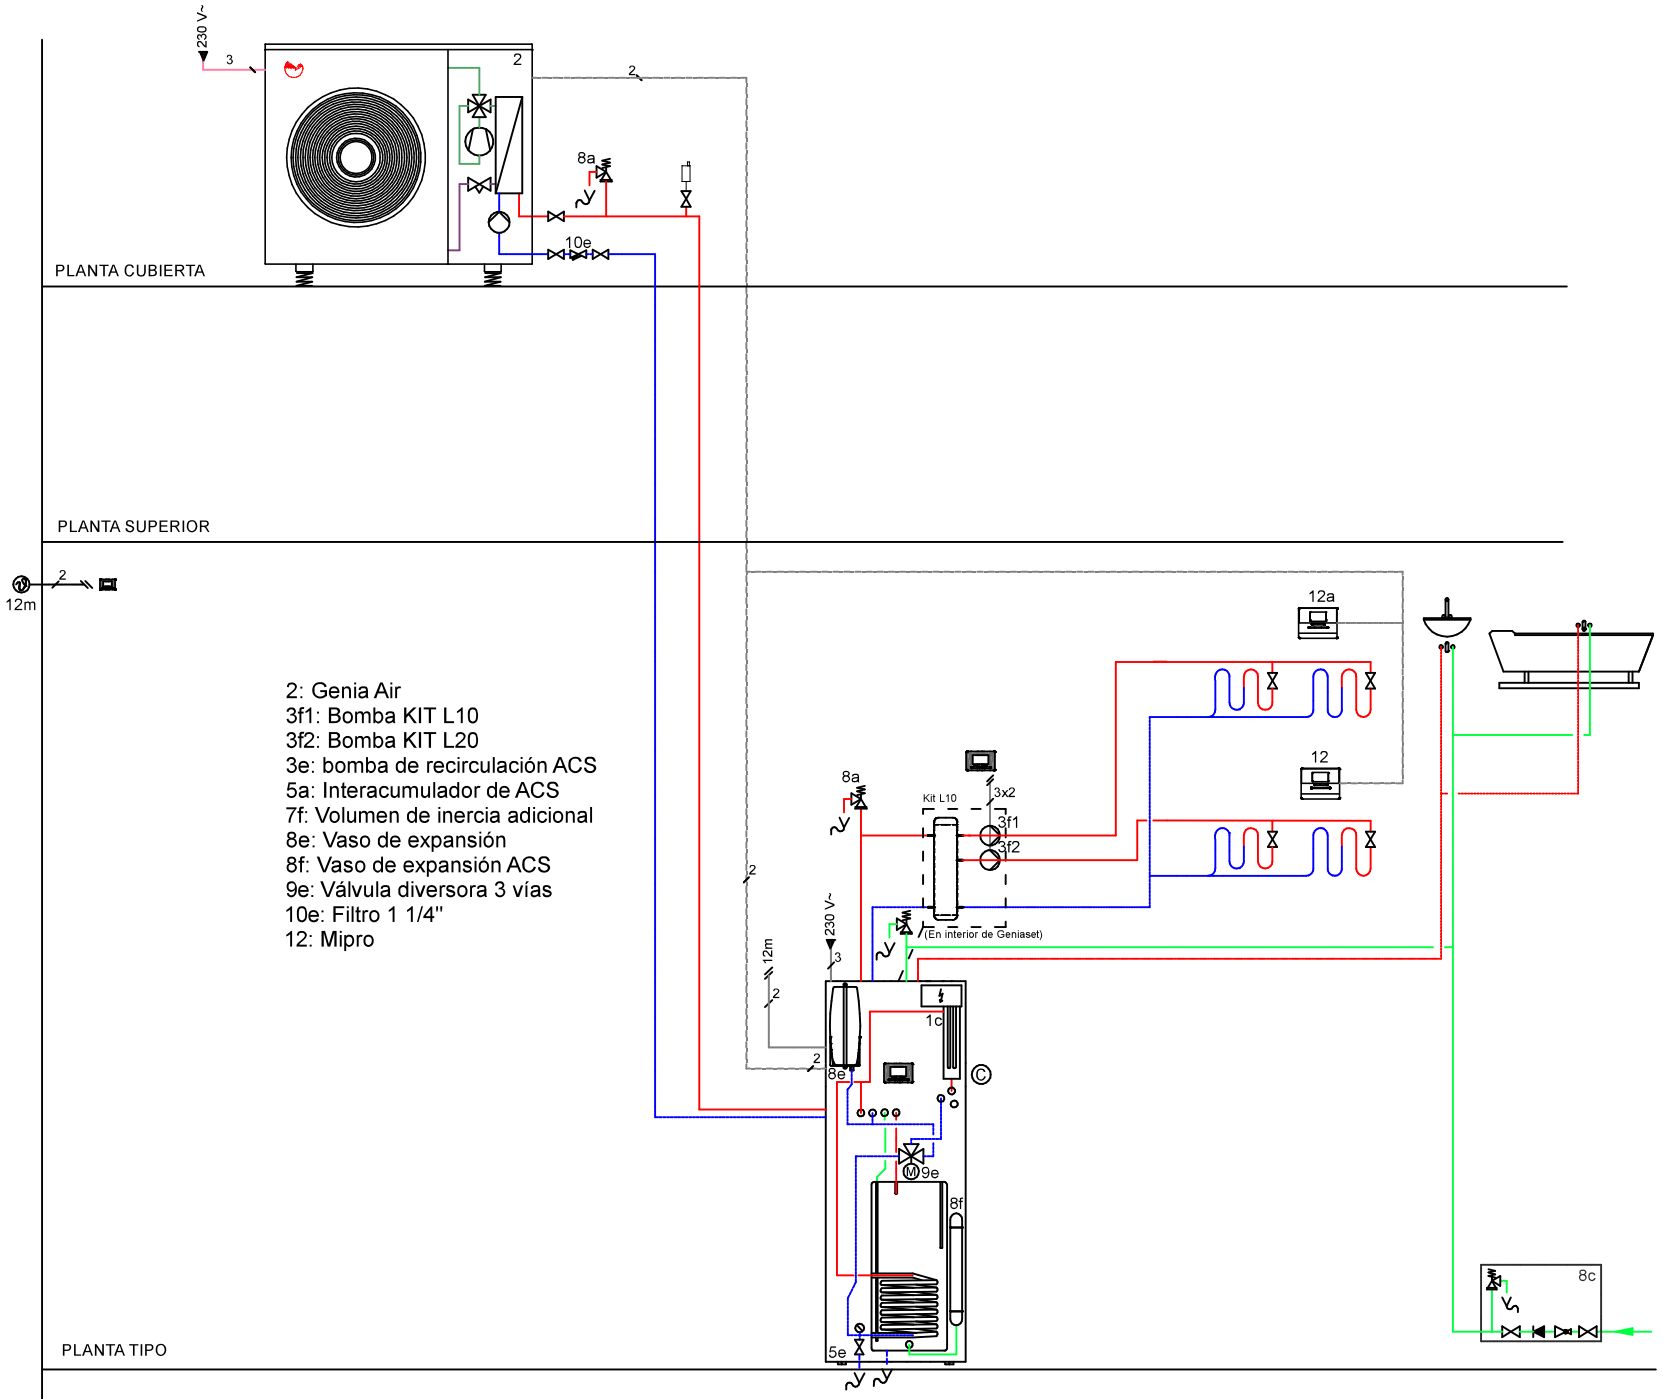 230 V~
3
2
2
8a
10e
PLANTA CUBIERTA
PLANTA SUPERIOR
2
12m
12a
2: Genia Air
3f1: Bomba KIT L10
3f2: Bomba KIT L20
3e: bomba de recirculación ACS
5a: Interacumulador de ACS
7f: Volumen de inercia adicional
8e: Vaso de expansión
8f: Vaso de expansión ACS
9e: Válvula diversora 3 vías
10e: Filtro 1 1/4"
12: Mipro
12
8a
Kit L10
3x2
3f1
3f2
2
(En interior de Geniaset)
230 V~
3
12m
2
2
1c
8e
C
M
9e
8f
5e
8c
PLANTA TIPO